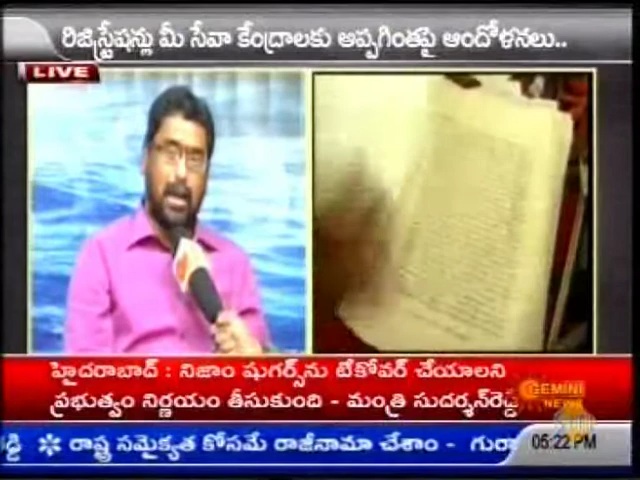 రిజిస్ట్రేషన్లు మీ సేవా కేంద్రాలకు అప్పగింతపై ఆందోళనలు..
LIVE
హైదరాబాద్ : నిజాం షుగర్స్‌ను టేకోవర్ చేయాలని
ప్రభుత్వం నిర్ణయం తీసుకుంది - మంత్రి సుదర్శన్‌రెడ్డి
GEMINI
NEWS
రాష్ట్ర సమైక్యత కోసమే రాజీనామా చేశాం -
05:22 PM